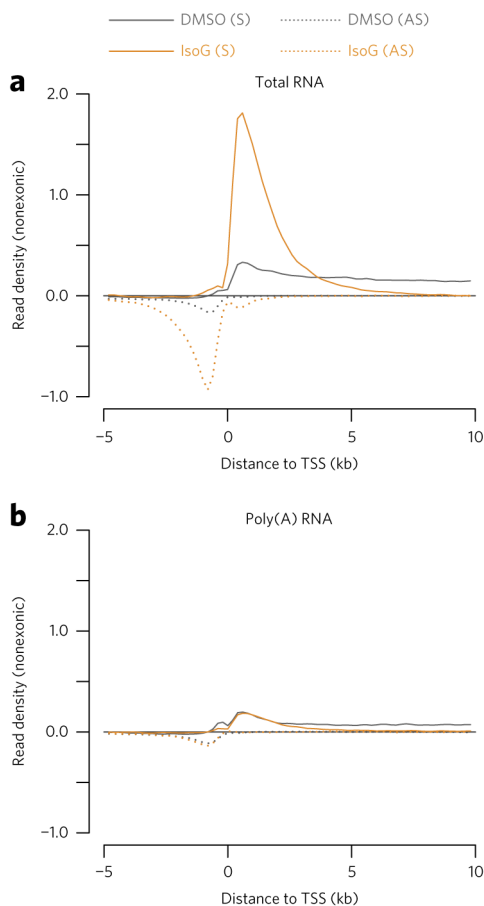 DMSO (S) DMSO (AS)
IsoG (S) IsoG (AS)
a
Total RNA
2.0
1.0
0.0
−1.0
Read density (nonexonic)
−5 0 5 10
Distance to TSS (kb)
b
Poly(A) RNA
2.0
1.0
0.0
−1.0
Read density (nonexonic)
−5 0 5 10
Distance to TSS (kb)